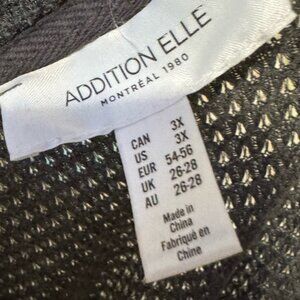 ADDITION ELLE
MONTRÉAL 1980
CAN 3X
US 3X
EUR 54-56
UK 26-28
AU 26-28
Made in
China
Fabriqué en
Chine